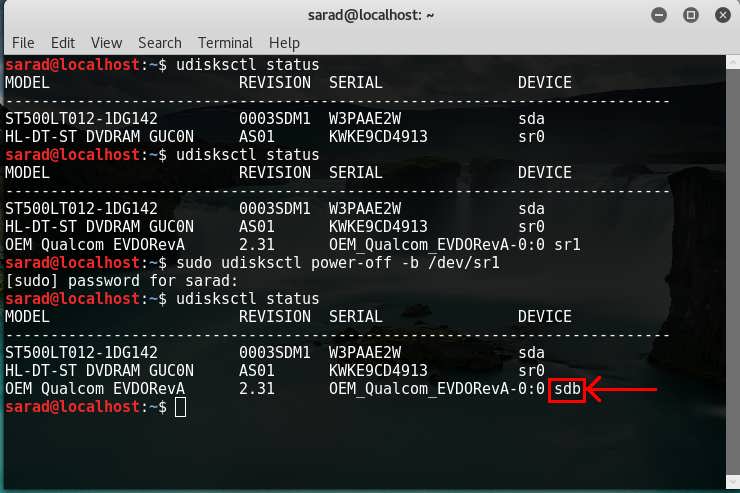 sarad@localhost: ~
File Edit View Search Terminal Help
sarad@localhost:~$ udisksctl status
MODEL                     REVISION  SERIAL               DEVICE
--------------------------------------------------------------------------
ST500LT012-1DG142         0003SDM1  W3PAAE2W             sda
HL-DT-ST DVDRAM GUC0N     AS01      KWKE9CD4913          sr0
sarad@localhost:~$ udisksctl status
MODEL                     REVISION  SERIAL               DEVICE
--------------------------------------------------------------------------
ST500LT012-1DG142         0003SDM1  W3PAAE2W             sda
HL-DT-ST DVDRAM GUC0N     AS01      KWKE9CD4913          sr0
OEM Qualcom EVDORevA      2.31      OEM_Qualcom_EVDORevA-0:0 sr1
sarad@localhost:~$ sudo udisksctl power-off -b /dev/sr1
[sudo] password for sarad:
sarad@localhost:~$ udisksctl status
MODEL                     REVISION  SERIAL               DEVICE
--------------------------------------------------------------------------
ST500LT012-1DG142         0003SDM1  W3PAAE2W             sda
HL-DT-ST DVDRAM GUC0N     AS01      KWKE9CD4913          sr0
OEM Qualcom EVDORevA      2.31      OEM_Qualcom_EVDORevA-0:0 sdb
sarad@localhost:~$